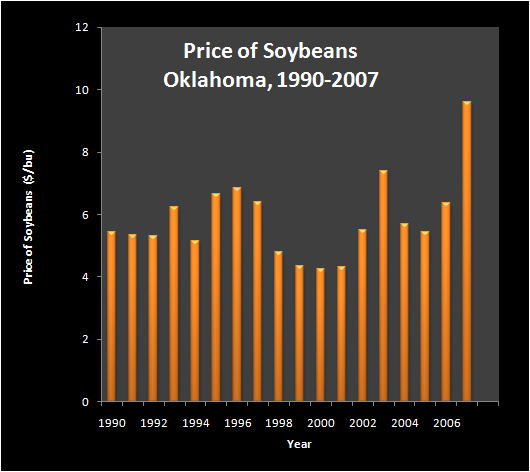 Price of Soybeans
Oklahoma, 1990-2007
Price of Soybeans ($/bu)
12
10
8
6
4
2
0
1990 1992 1994 1996 1998 2000 2002 2004 2006
Year